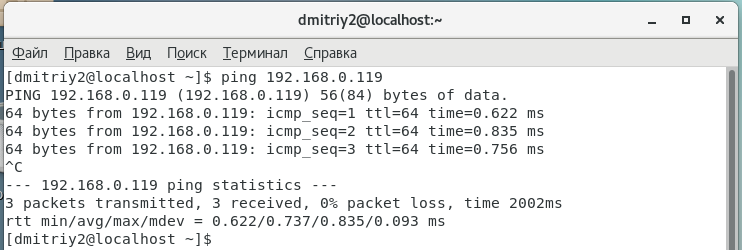 dmitriy2@localhost:~
Файл Правка Вид Поиск Терминал Справка
[dmitriy2@localhost ~]$ ping 192.168.0.119
PING 192.168.0.119 (192.168.0.119) 56(84) bytes of data.
64 bytes from 192.168.0.119: icmp_seq=1 ttl=64 time=0.622 ms
64 bytes from 192.168.0.119: icmp_seq=2 ttl=64 time=0.835 ms
64 bytes from 192.168.0.119: icmp_seq=3 ttl=64 time=0.756 ms
^C
--- 192.168.0.119 ping statistics ---
3 packets transmitted, 3 received, 0% packet loss, time 2002ms
rtt min/avg/max/mdev = 0.622/0.737/0.835/0.093 ms
[dmitriy2@localhost ~]$